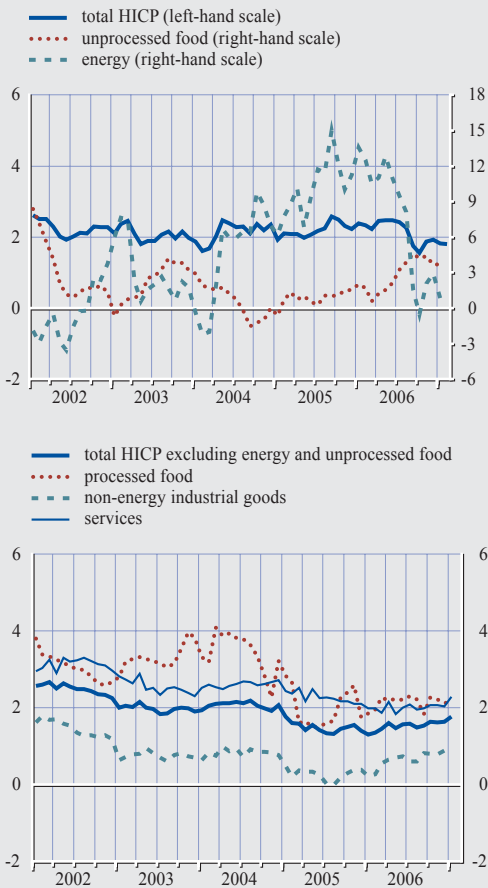 total HICP (left-hand scale)
unprocessed food (right-hand scale)
energy (right-hand scale)
6 18
15
4 12
9
2 6
3
0 0
-3
-2 -6
2002 2003 2004 2005 2006
total HICP excluding energy and unprocessed food
processed food
non-energy industrial goods
services
6 6
4 4
2 2
0 0
-2 -2
2002 2003 2004 2005 2006